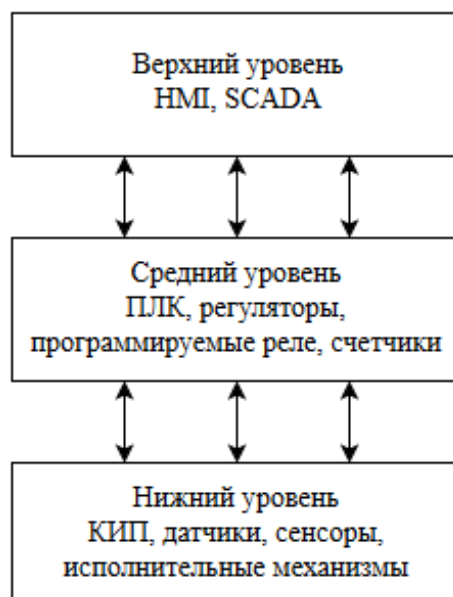 Верхний уровень
HMI, SCADA
Средний уровень
ПЛК, регуляторы,
программируемые реле, счетчики
Нижний уровень
КИП, датчики, сенсоры,
исполнительные механизмы